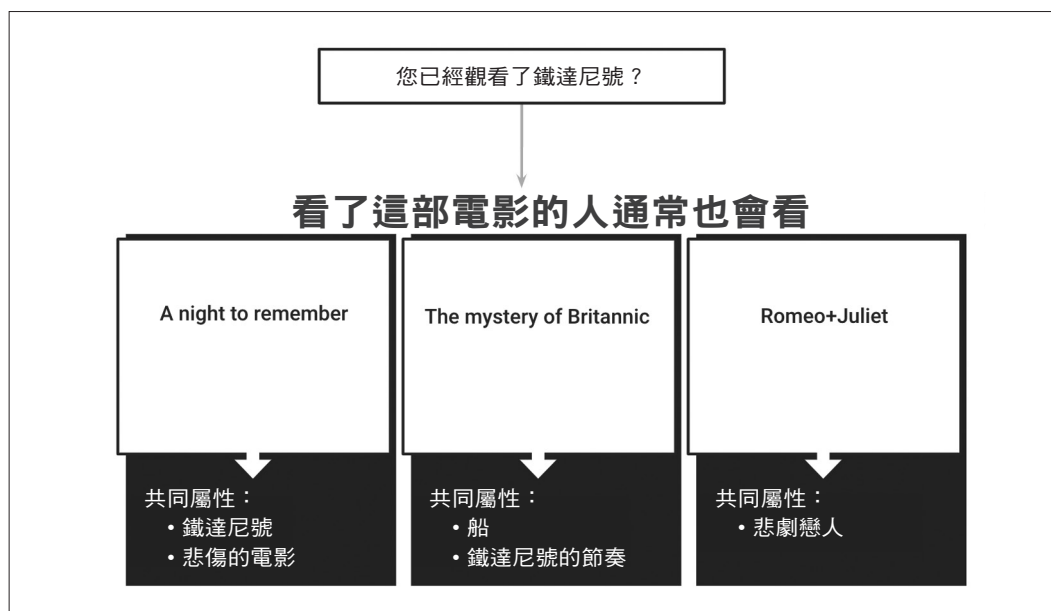 您已經觀看了鐵達尼號？
看了這部電影的人通常也會看
A night to remember
The mystery of Britannic
Romeo+Juliet
共同屬性：
• 鐵達尼號
• 悲傷的電影
共同屬性：
• 船
• 鐵達尼號的節奏
共同屬性：
• 悲劇戀人